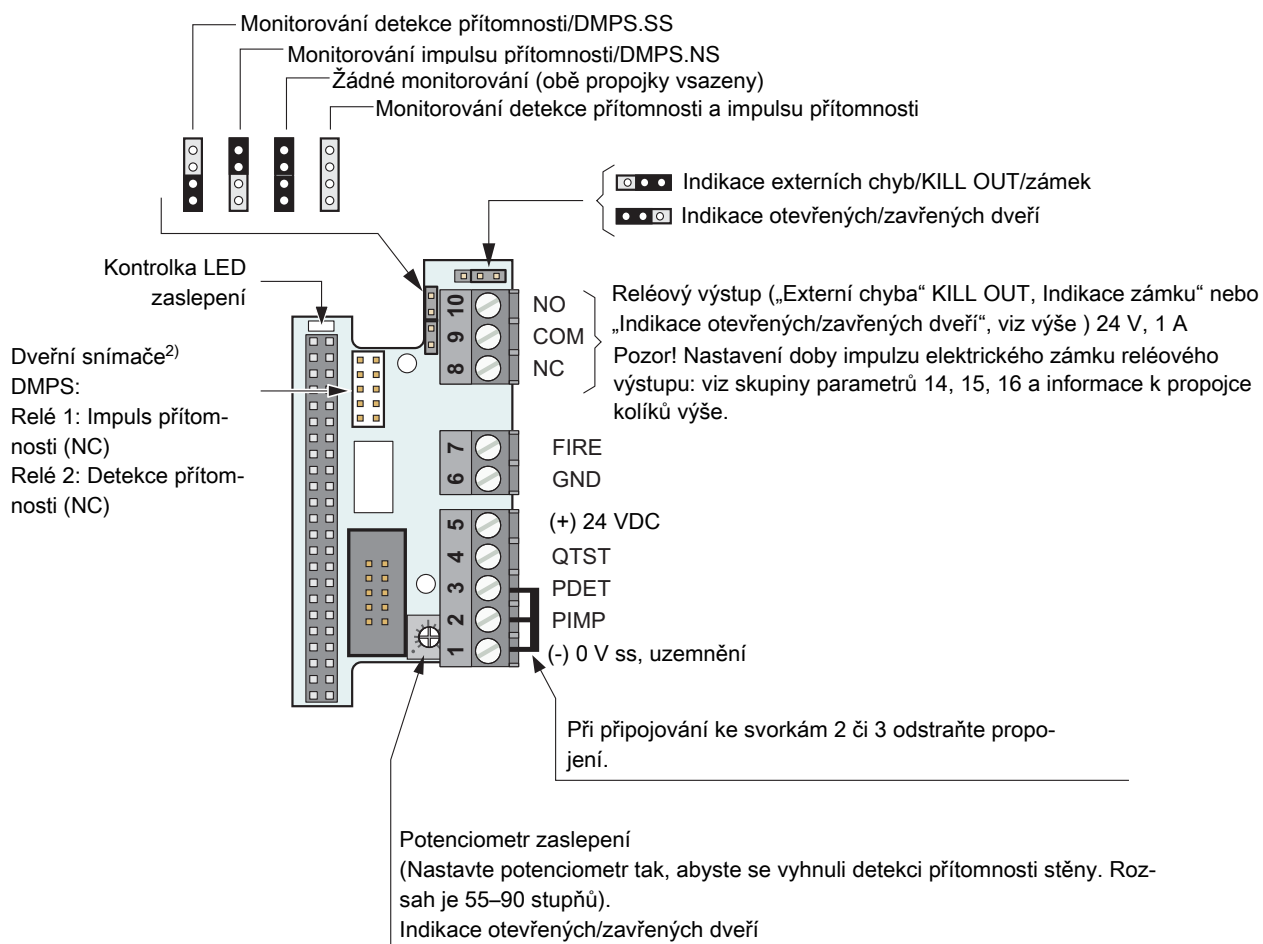 Monitorování detekce přítomnosti/DMPS.SS
Monitorování impulsu přítomnosti/DMPS.NS
Žádné monitorování (obě propojky vsazeny)
Monitorování detekce přítomnosti a impulsu přítomnosti
Indikace externích chyb/KILL OUT/zámek
Indikace otevřených/zavřených dveří
Kontrolka LED
zaslepení
Dveřní snímače2)
DMPS:
Relé 1: Impuls přítom-
nosti (NC)
Relé 2: Detekce přítom-
nosti (NC)
10 NO
9 COM
8 NC
Reléový výstup („Externí chyba“ KILL OUT, Indikace zámku“ nebo
„Indikace otevřených/zavřených dveří“, viz výše ) 24 V, 1 A
Pozor! Nastavení doby impulzu elektrického zámku reléového
výstupu: viz skupiny parametrů 14, 15, 16 a informace k propojce
kolíků výše.
7 FIRE
6 GND
5 (+) 24 VDC
4 QTST
3 PDET
2 PIMP
1 (-) 0 V ss, uzemnění
Při připojování ke svorkám 2 či 3 odstraňte propo-
jení.
Potenciometr zaslepení
(Nastavte potenciometr tak, abyste se vyhnuli detekci přítomnosti stěny. Roz-
sah je 55–90 stupňů).
Indikace otevřených/zavřených dveří